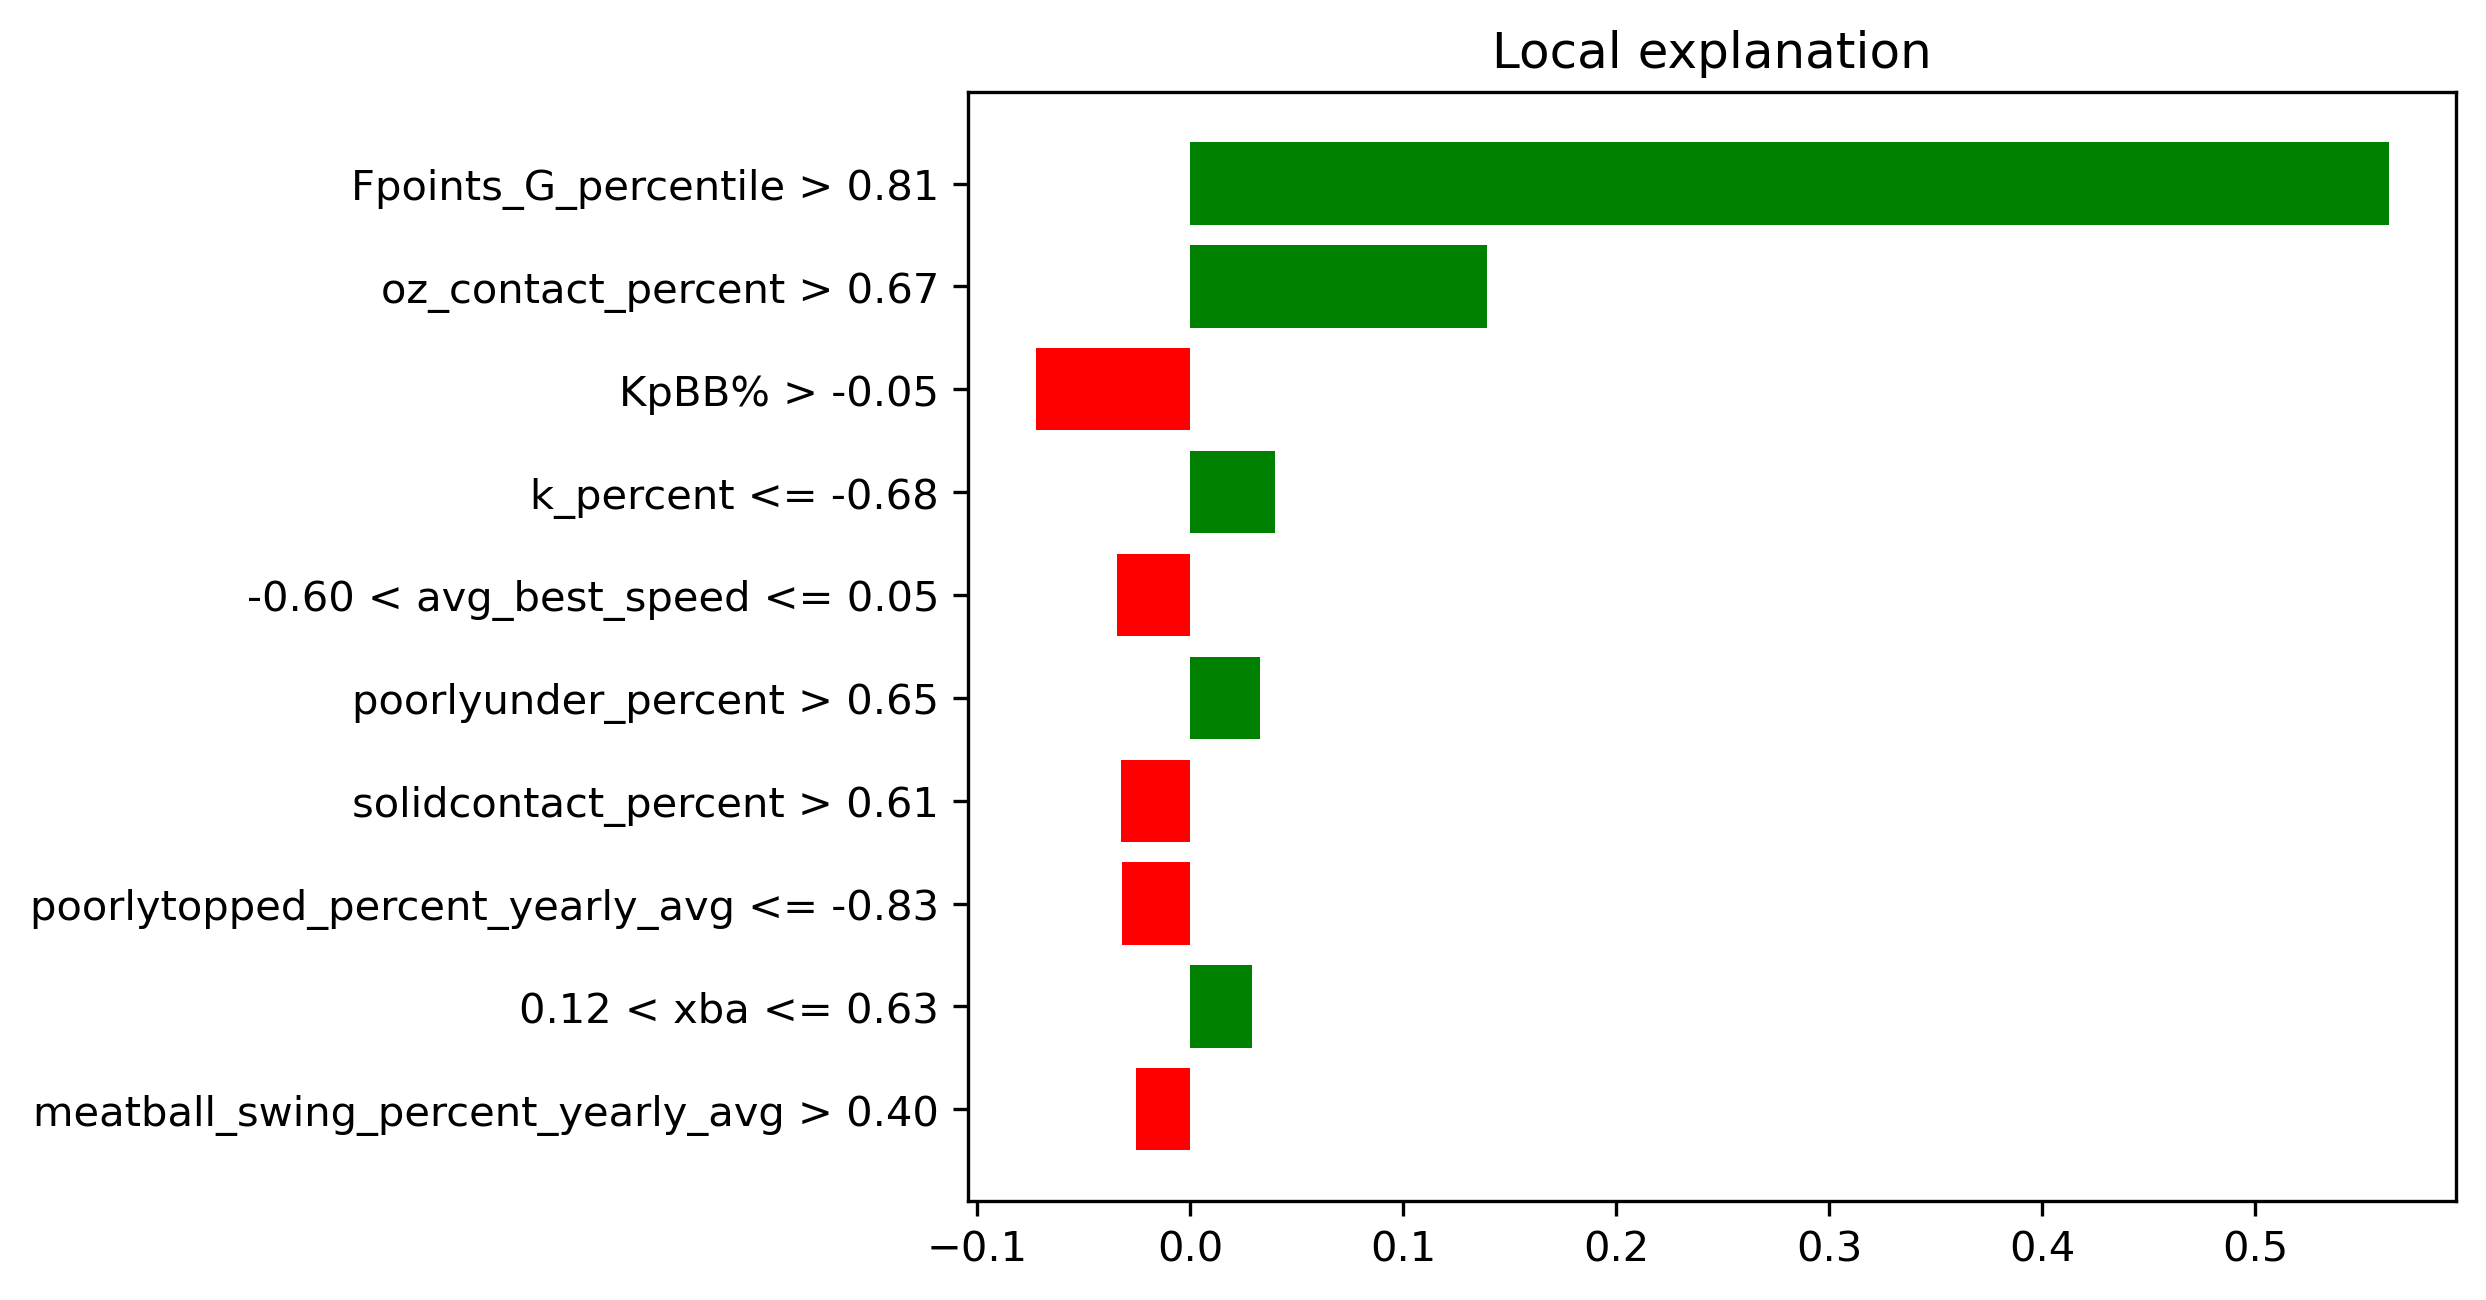 Local explanation
Fpoints_G_percentile > 0.81
oz_contact_percent > 0.67
KpBB% > -0.05
k_percent <= -0.68
-0.60 < avg_best_speed <= 0.05
poorlyunder_percent > 0.65
solidcontact_percent > 0.61
poorlytopped_percent_yearly_avg <= -0.83
0.12 < xba <= 0.63
meatball_swing_percent_yearly_avg > 0.40
−0.1 0.0 0.1 0.2 0.3 0.4 0.5